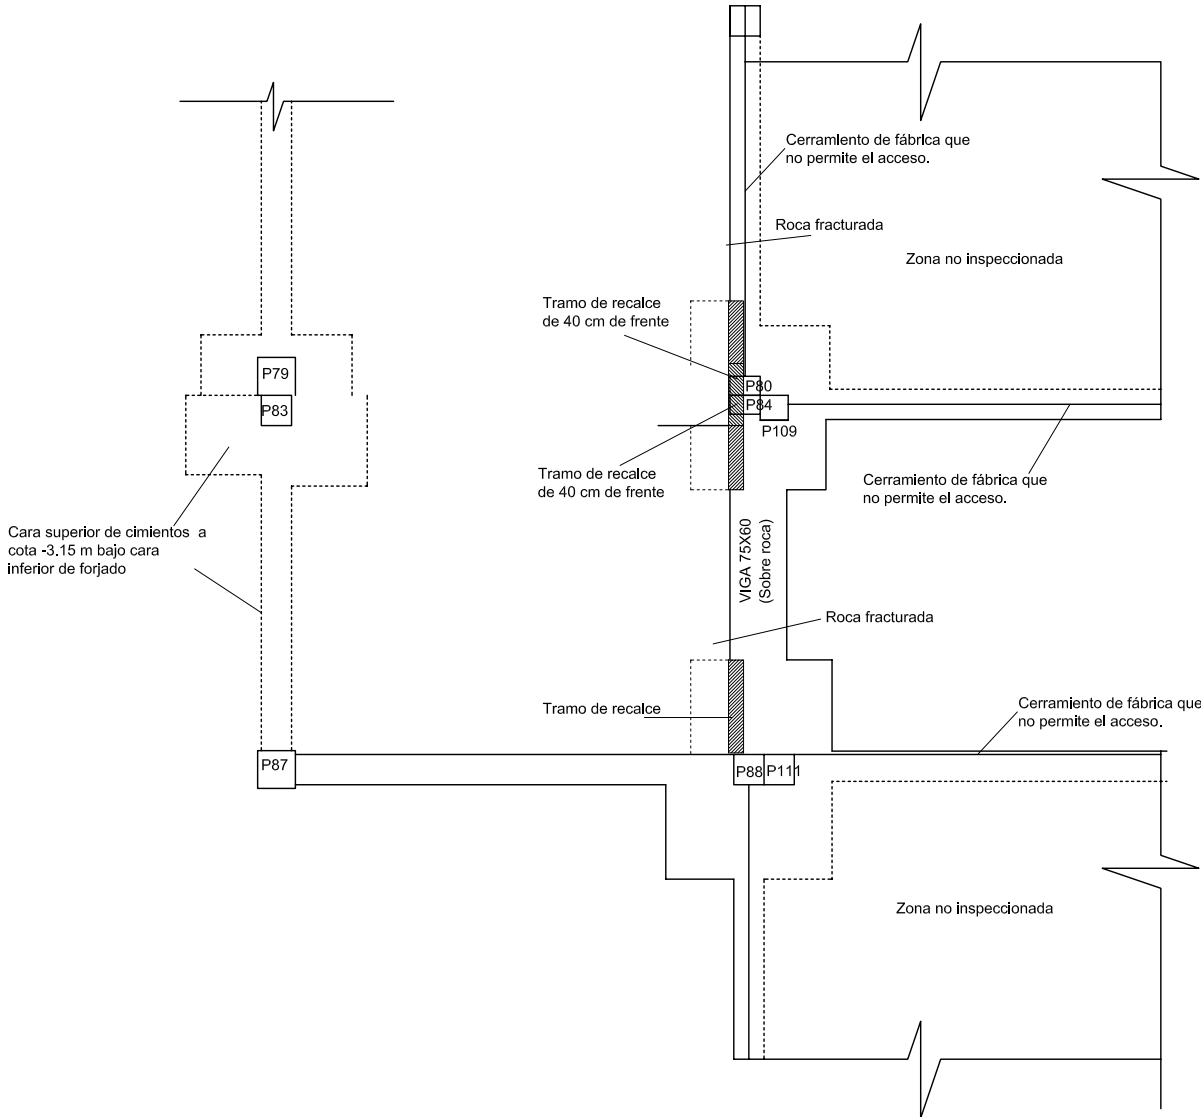 Cerramiento de fábrica que
no permite el acceso.
Roca fracturada
Zona no inspeccionada
Tramo de recalce
de 40 cm de frente
P79
P80
P83
P84
P109
Tramo de recalce
de 40 cm de frente
Cerramiento de fábrica que
no permite el acceso.
Cara superior de cimientos a
cota -3.15 m bajo cara
inferior de forjado
VIGA 75X60
(Sobre roca)
Roca fracturada
Tramo de recalce
Cerramiento de fábrica que
no permite el acceso.
P87
P88
P111
Zona no inspeccionada